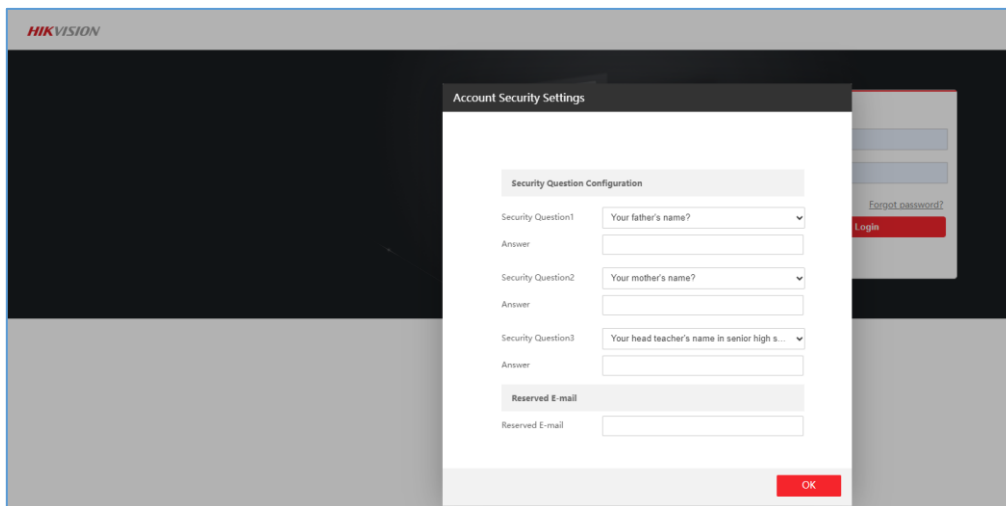 HIKVISION
Account Security Settings
Security Question Configuration
Security Question1 Your father's name?
Answer
Security Question2 Your mother's name?
Answer
Security Question3 Your head teacher's name in senior high s...
Answer
Reserved E-mail
Reserved E-mail
OK
Forgot password?
Login